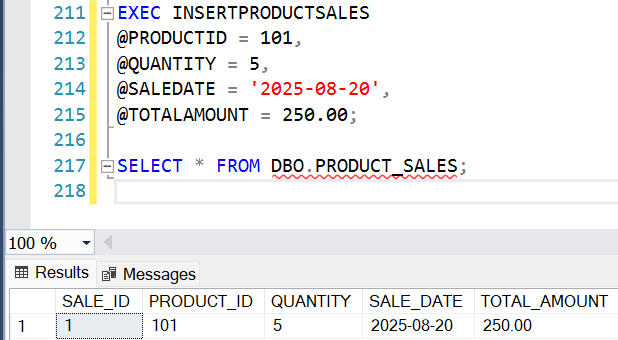 211 EXEC INSERTPRODUCTSALES
212 @PRODUCTID = 101,
213 @QUANTITY = 5,
214 @SALEDATE = '2025-08-20',
215 @TOTALAMOUNT = 250.00;
216
217 SELECT * FROM DBO.PRODUCT_SALES;
218
100 %
Results Messages
SALE_ID PRODUCT_ID QUANTITY SALE_DATE TOTAL_AMOUNT
1 1 101 5 2025-08-20 250.00